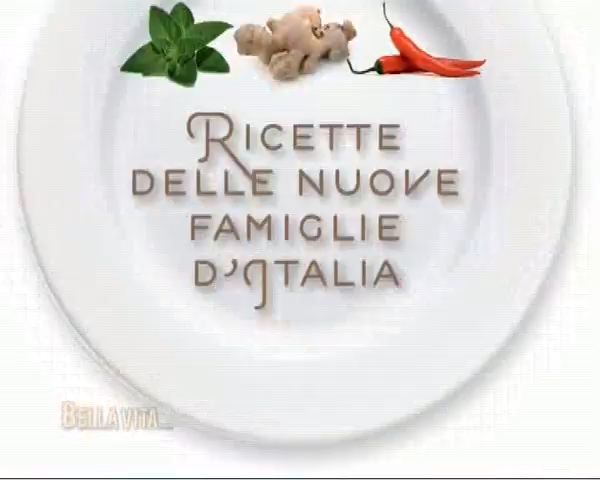 RICETTE
DELLE NUOVE
FAMIGLIE
D'ITALIA
BELLA VITA...